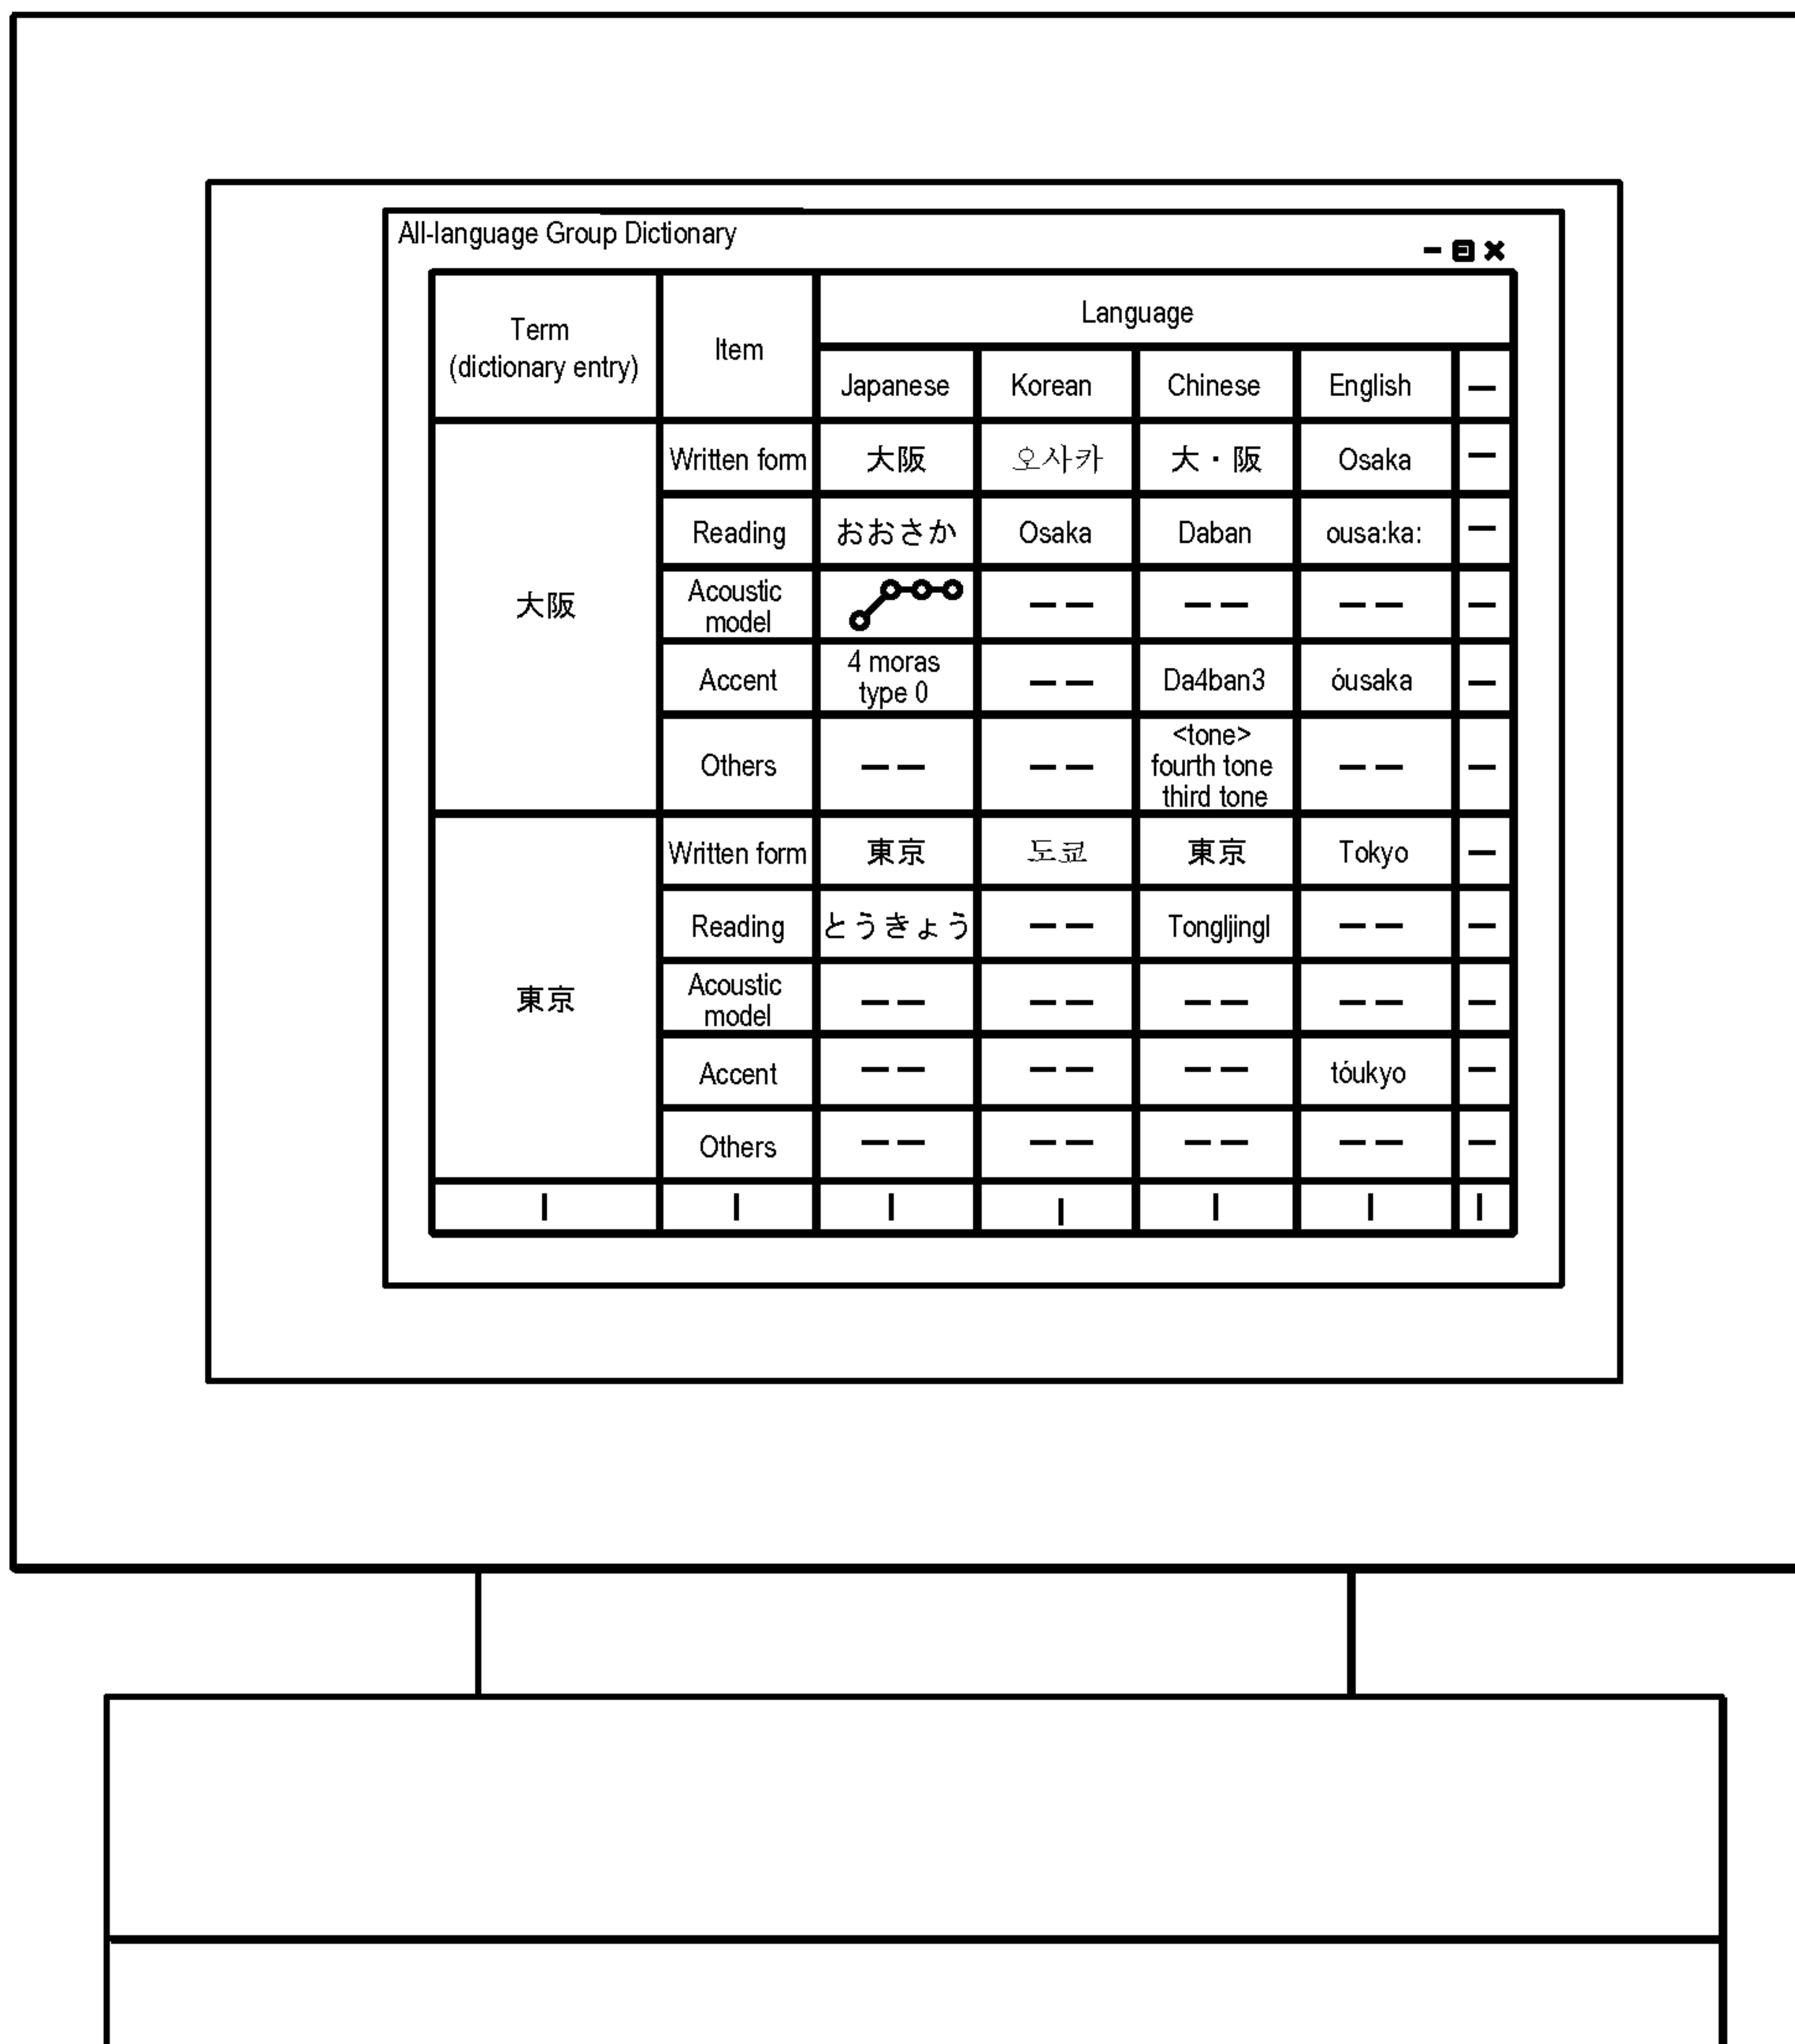 All-language Group Dictionary
Term
(dictionary entry)
Item
Language
Japanese Korean Chinese English —
大阪
Written form 大阪 오사카 大・阪 Osaka —
Reading おおさか Osaka Daban ousa:ka: —
Acoustic
model — — — — — — —
Accent 4 moras
type 0 — — Da4ban3 óusaka —
Others — — — — <tone>
fourth tone
third tone — — —
東京
Written form 東京 도쿄 東京 Tokyo —
Reading とうきょう — — Tongljingl — — —
Acoustic
model — — — — — — — — —
Accent — — — — — — tóukyo —
Others — — — — — — — — —
| | | | | | |